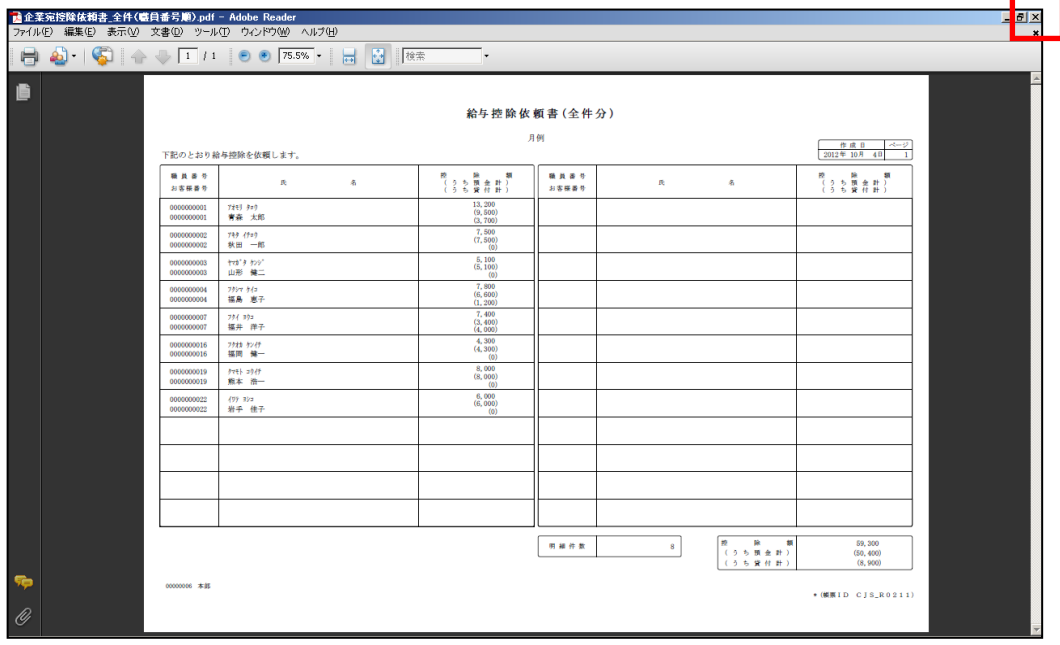 企業宛控除依頼書_全件(職員番号順).pdf - Adobe Reader
ファイル(F) 編集(E) 表示(V) 文書(D) ツール(T) ウィンドウ(W) ヘルプ(H)
1 / 1 75.5% 検索
給与控除依頼書(全件分)
月例
下記のとおり給与控除を依頼します。
作成日 ページ
2012年 10月 4日 1
職員番号 氏 名 控除額 職員番号 氏 名 控除額
お客様番号 (うち預金計) お客様番号 (うち預金計)
(うち貸付計) (うち貸付計)
0000000001 アオモリ タロウ 13,200
0000000001 青森 太郎 (9,500)
(3,700)
0000000002 アキタ イチロウ 7,500
0000000002 秋田 一郎 (7,500)
(0)
0000000003 ヤマガタ ケンジ 5,100
0000000003 山形 健二 (5,100)
(0)
0000000004 フクシマ ケイコ 7,800
0000000004 福島 恵子 (6,600)
(1,200)
0000000007 フクイ ヨウコ 7,400
0000000007 福井 洋子 (3,400)
(4,000)
0000000016 フクオカ ケンイチ 4,300
0000000016 福岡 健一 (4,300)
(0)
0000000019 クマモト コウイチ 8,000
0000000019 熊本 浩一 (8,000)
(0)
0000000022 イワテ ヨシコ 6,000
0000000022 岩手 佳子 (6,000)
(0)
明細件数 8 控除額 59,300
(うち預金計) (50,400)
(うち貸付計) (8,900)
00000006 本部
*(帳票ID CJS_R0211)